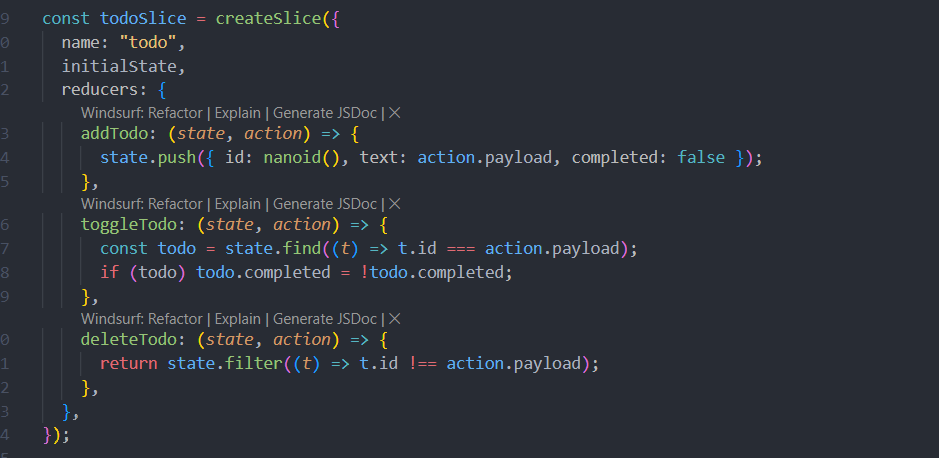 9 const todoSlice = createSlice({
0 name: "todo",
1 initialState,
2 reducers: {
Windsurf: Refactor | Explain | Generate JSDoc | ×
3 addTodo: (state, action) => {
4 state.push({ id: nanoid(), text: action.payload, completed: false });
5 },
Windsurf: Refactor | Explain | Generate JSDoc | ×
6 toggleTodo: (state, action) => {
7 const todo = state.find((t) => t.id === action.payload);
8 if (todo) todo.completed = !todo.completed;
9 },
Windsurf: Refactor | Explain | Generate JSDoc | ×
0 deleteTodo: (state, action) => {
1 return state.filter((t) => t.id !== action.payload);
2 },
3 },
4 });